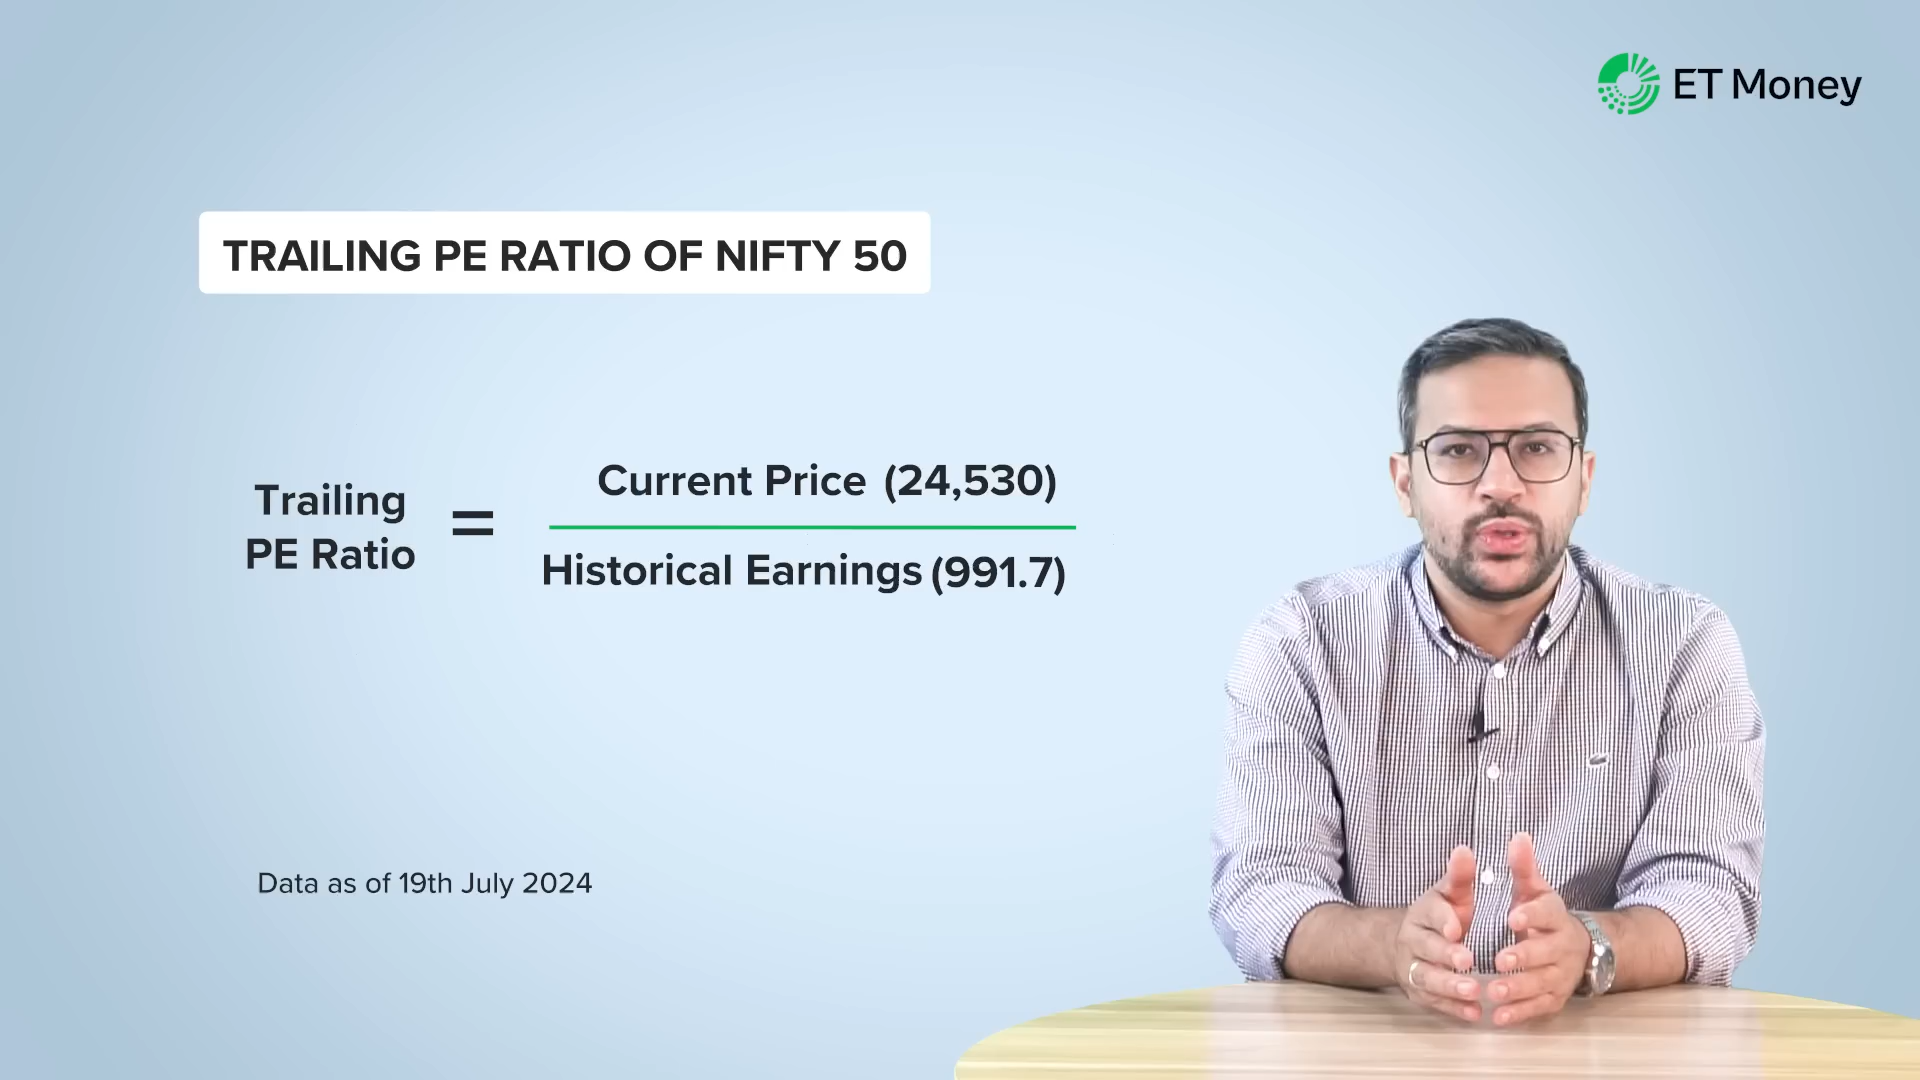 ET Money
TRAILING PE RATIO OF NIFTY 50
Trailing
PE Ratio
=
Current Price (24,530)
Historical Earnings (991.7)
Data as of 19th July 2024